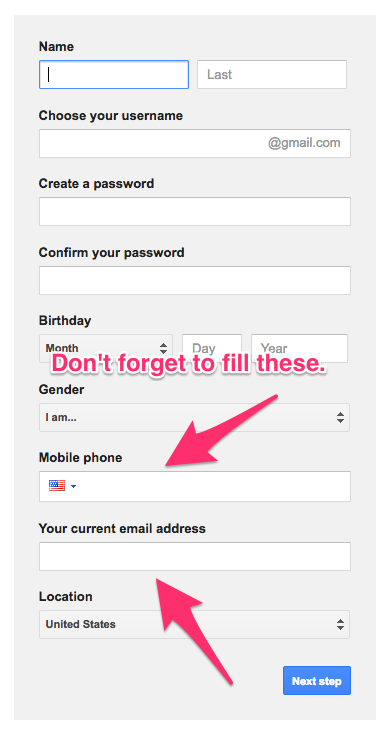 Name
Last
Choose your username
@gmail.com
Create a password
Confirm your password
Birthday
Month Day Year
Don't forget to fill these.
Gender
I am...
Mobile phone
Your current email address
Location
United States
Next step